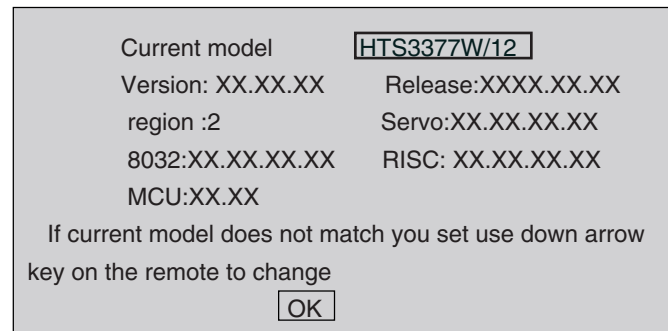 Current model HTS3377W/12
Version: XX.XX.XX Release:XXXX.XX.XX
region :2 Servo:XX.XX.XX.XX
8032:XX.XX.XX.XX RISC: XX.XX.XX.XX
MCU:XX.XX
If current model does not match you set use down arrow
key on the remote to change
OK